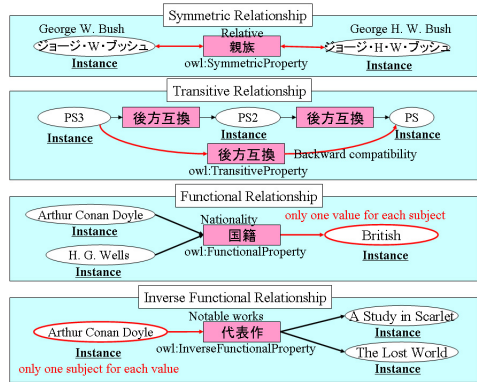 Symmetric Relationship
George W. Bush
Relative
George H. W. Bush
ジョージ・W・ブッシュ
親族
ジョージ・H・W・ブッシュ
Instance
owl:SymmetricProperty
Instance
Transitive Relationship
PS3
後方互換
PS2
後方互換
PS
Instance
Instance
Instance
後方互換
Backward compatibility
owl:TransitiveProperty
Functional Relationship
Arthur Conan Doyle
Nationality
only one value for each subject
Instance
国籍
British
H. G. Wells
owl:FunctionalProperty
Instance
Instance
Inverse Functional Relationship
Notable works
A Study in Scarlet
Arthur Conan Doyle
代表作
Instance
Instance
owl:InverseFunctionalProperty
The Lost World
only one subject for each value
Instance